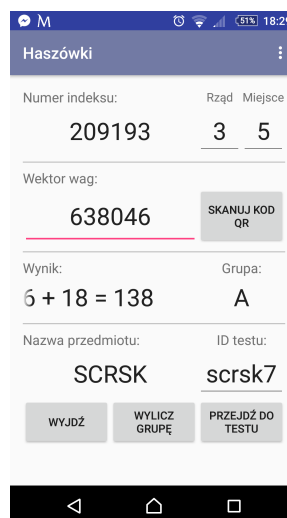 51% 18:29
Haszówki
Numer indeksu: Rząd Miejsce
209193 3 5
Wektor wag:
638046 SKANUJ KOD
QR
Wynik: Grupa:
6 + 18 = 138 A
Nazwa przedmiotu: ID testu:
SCRSK scrsk7
WYJDŹ WYLICZ PRZEJDŹ DO
GRUPĘ TESTU